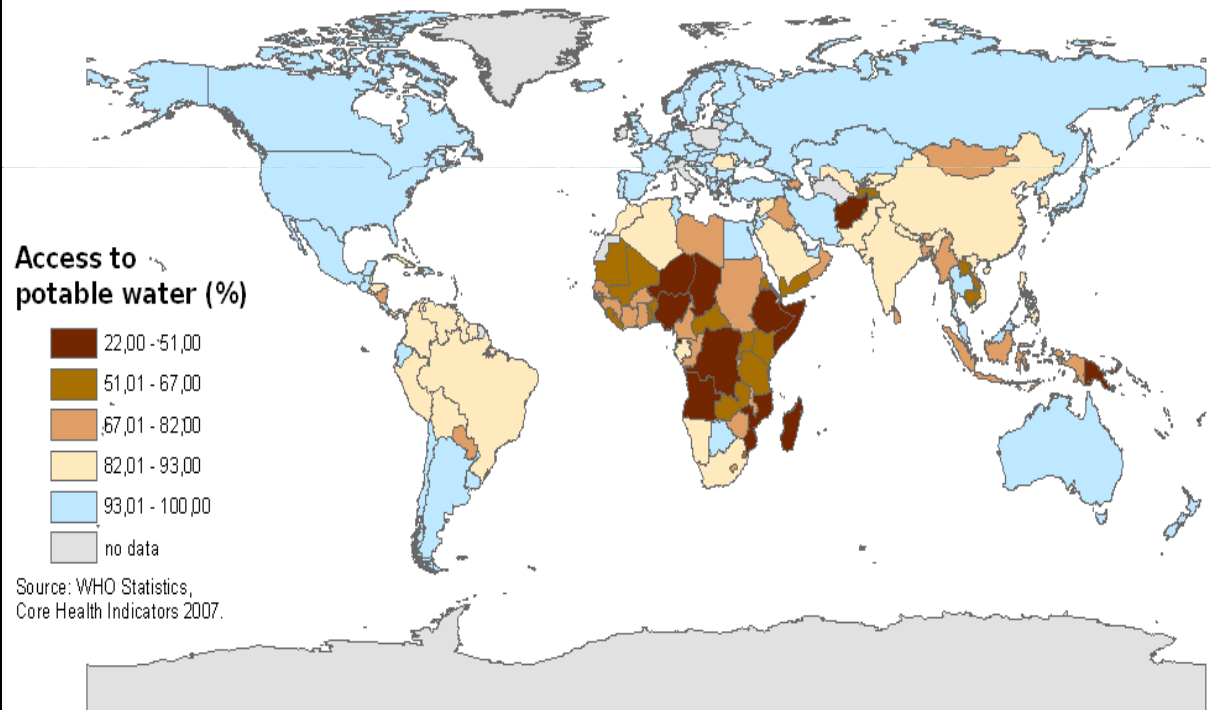 Access to
potable water (%)
22,00 - 51,00
51,01 - 67,00
67,01 - 82,00
82,01 - 93,00
93,01 - 100,00
no data
Source: WHO Statistics,
Core Health Indicators 2007.